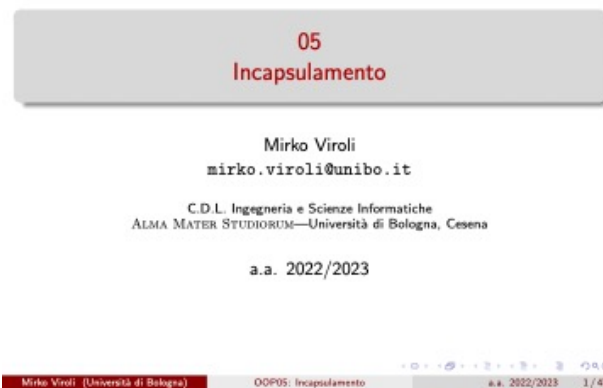 05
Incapsulamento
Mirko Viroli
mirko.viroli@unibo.it
C.D.L. Ingegneria e Scienze Informatiche
ALMA MATER STUDIORUM—Università di Bologna, Cesena
a.a. 2022/2023
Mirko Viroli (Università di Bologna) OOP05: Incapsulamento a.a. 2022/2023 1/4